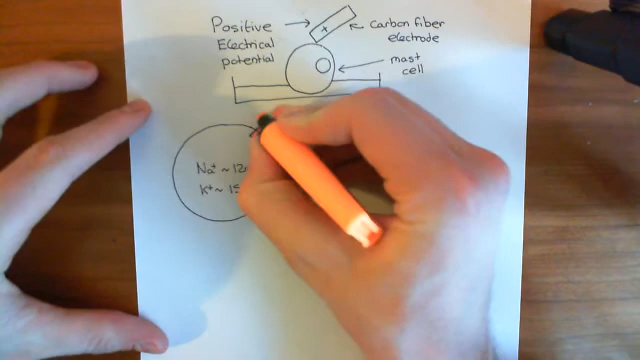 Positive
Electrical
potential
+
Carbon fiber
electrode
mast
cell
Na+ ~ 12
K+ ~ 15